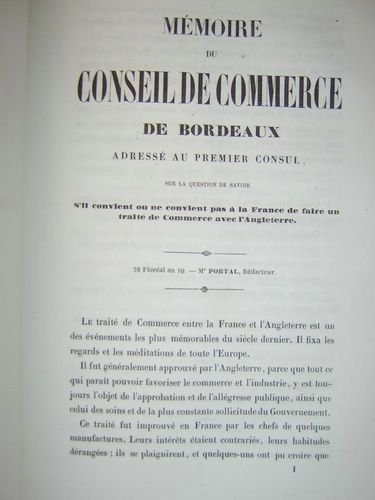 MÉMOIRE
DU
CONSEIL DE COMMERCE
DE BORDEAUX
ADRESSÉ AU PREMIER CONSUL,
SUR LA QUESTION DE SAVOIR
S'Il convient ou ne convient pas à la France de faire un
traité de Commerce avec l'Angleterre.
28 Floréal an 10. — Mr PORTAL, Rédacteur.
LE traité de Commerce entre la France et l'Angleterre est un
des événements les plus mémorables du siècle dernier. Il fixa les
regards et les méditations de toute l'Europe.
Il fut généralement approuvé par l'Angleterre, parce que tout ce
qui paraît pouvoir favoriser le commerce et l'industrie, y est tou-
jours l'objet de l'approbation et de l'allégresse publique, ainsi que
celui des soins et de la plus constante sollicitude du Gouvernement.
Ce traité fut improuvé en France par les chefs de quelques
manufactures. Leurs intérêts étaient contrariés, leurs habitudes
dérangées; ils se plaignirent, et quelques-uns ont pu croire que
1